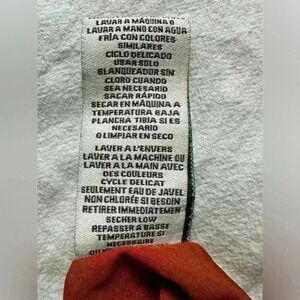 LAVAR A MÁQUINA O
LAVAR A MANO CON AGUA
FRÍA CON COLORES
SIMILARES
CICLO DELICADO
USAR SOLO
BLANQUEADOR SIN
CLORO CUANDO
SEA NECESARIO
SACAR RÁPIDO
SECAR EN MÁQUINA A
TEMPERATURA BAJA
PLANCHA TIBIA SI ES
NECESARIO
O LIMPIAR EN SECO
LAVER A L'ENVERS
LAVER A LA MACHINE OU
LAVER A LA MAIN AVEC
DES COULEURS
CYCLE DELICAT
SEULEMENT EAU DE JAVEL
NON CHLORÉE SI BESOIN
RETIRER IMMEDIATEMEN
SECHER LOW
REPASSER A BASSE
TEMPERATURE SI
NECESSAIRE